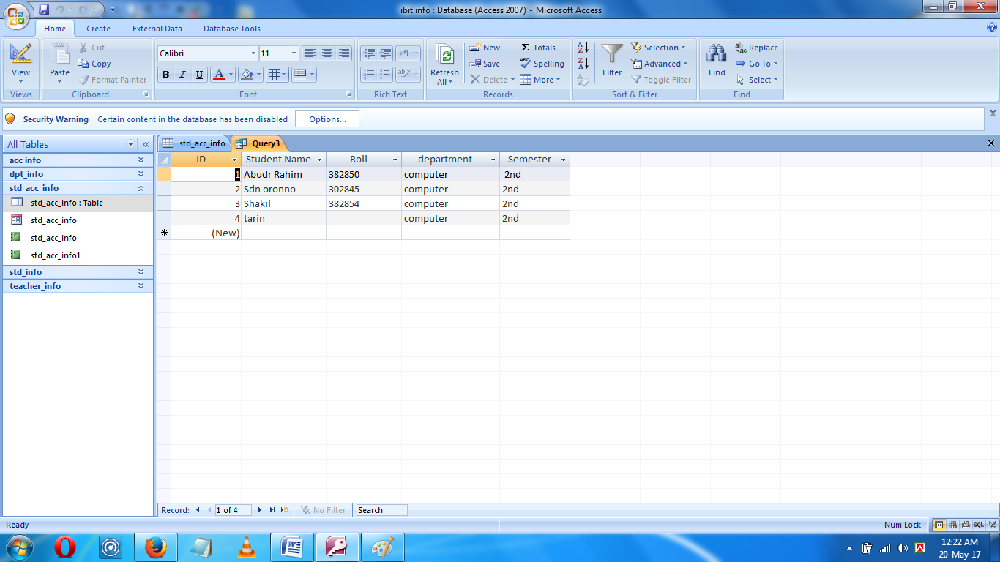 ibit info : Database (Access 2007) - Microsoft Access
Home Create External Data Database Tools
View
Views
Paste
Cut
Copy
Format Painter
Clipboard
Calibri 11
B I U A
Font
Rich Text
Refresh All
New
Save
Delete
Totals
Spelling
More
Records
Filter
Selection
Advanced
Toggle Filter
Sort & Filter
Find
Replace
Go To
Select
Find
Security Warning Certain content in the database has been disabled Options...
All Tables
acc info
dpt_info
std_acc_info
std_acc_info : Table
std_acc_info
std_acc_info
std_acc_info1
std_info
teacher_info
std_acc_info Query3
ID Student Name Roll department Semester
1 Abudr Rahim 382850 computer 2nd
2 Sdn oronno 302845 computer 2nd
3 Shakil 382854 computer 2nd
4 tarin computer 2nd
(New)
Record: 1 of 4 No Filter Search
Ready Num Lock SQL
12:22 AM
20-May-17